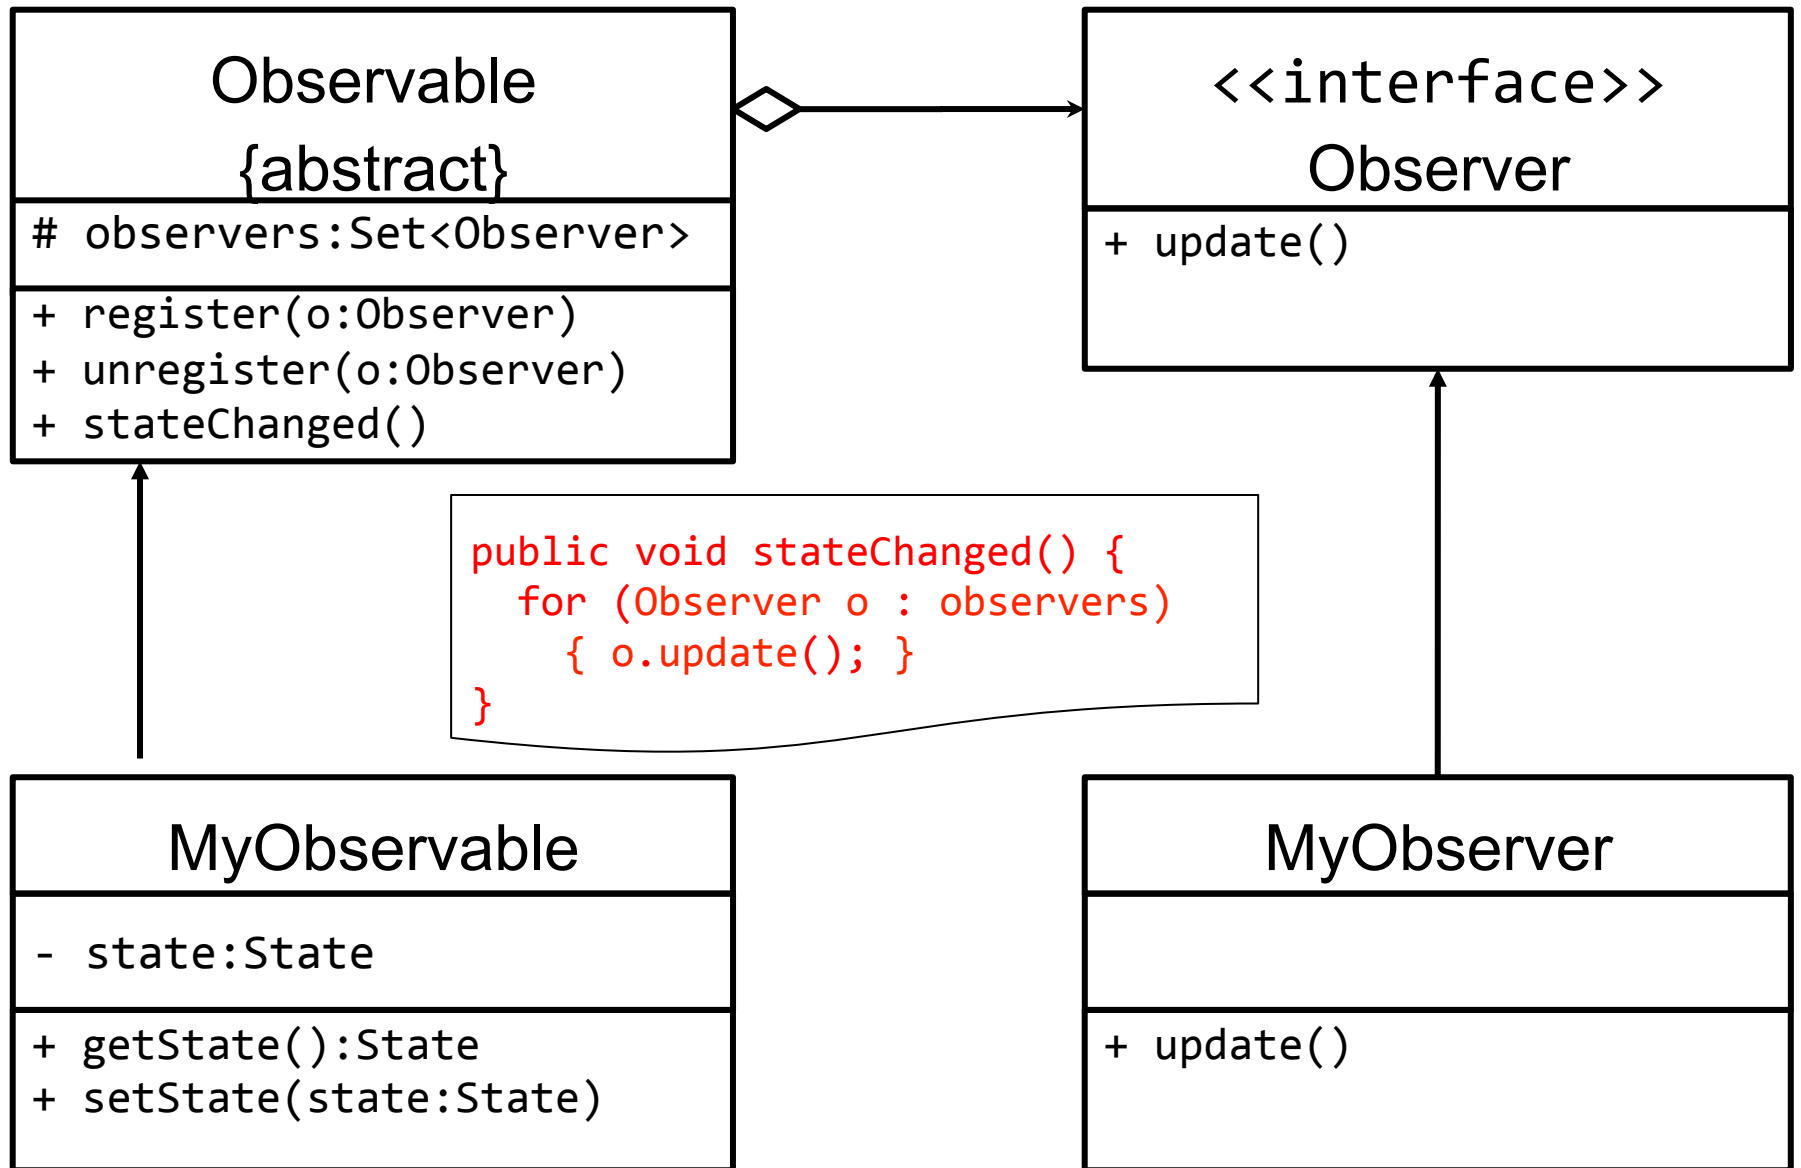 Observable
{abstract}
# observers:Set<Observer>
+ register(o:Observer)
+ unregister(o:Observer)
+ stateChanged()
<<interface>>
Observer
+ update()
public void stateChanged() {
for (Observer o : observers)
{ o.update(); }
}
MyObservable
- state:State
+ getState():State
+ setState(state:State)
MyObserver
+ update()